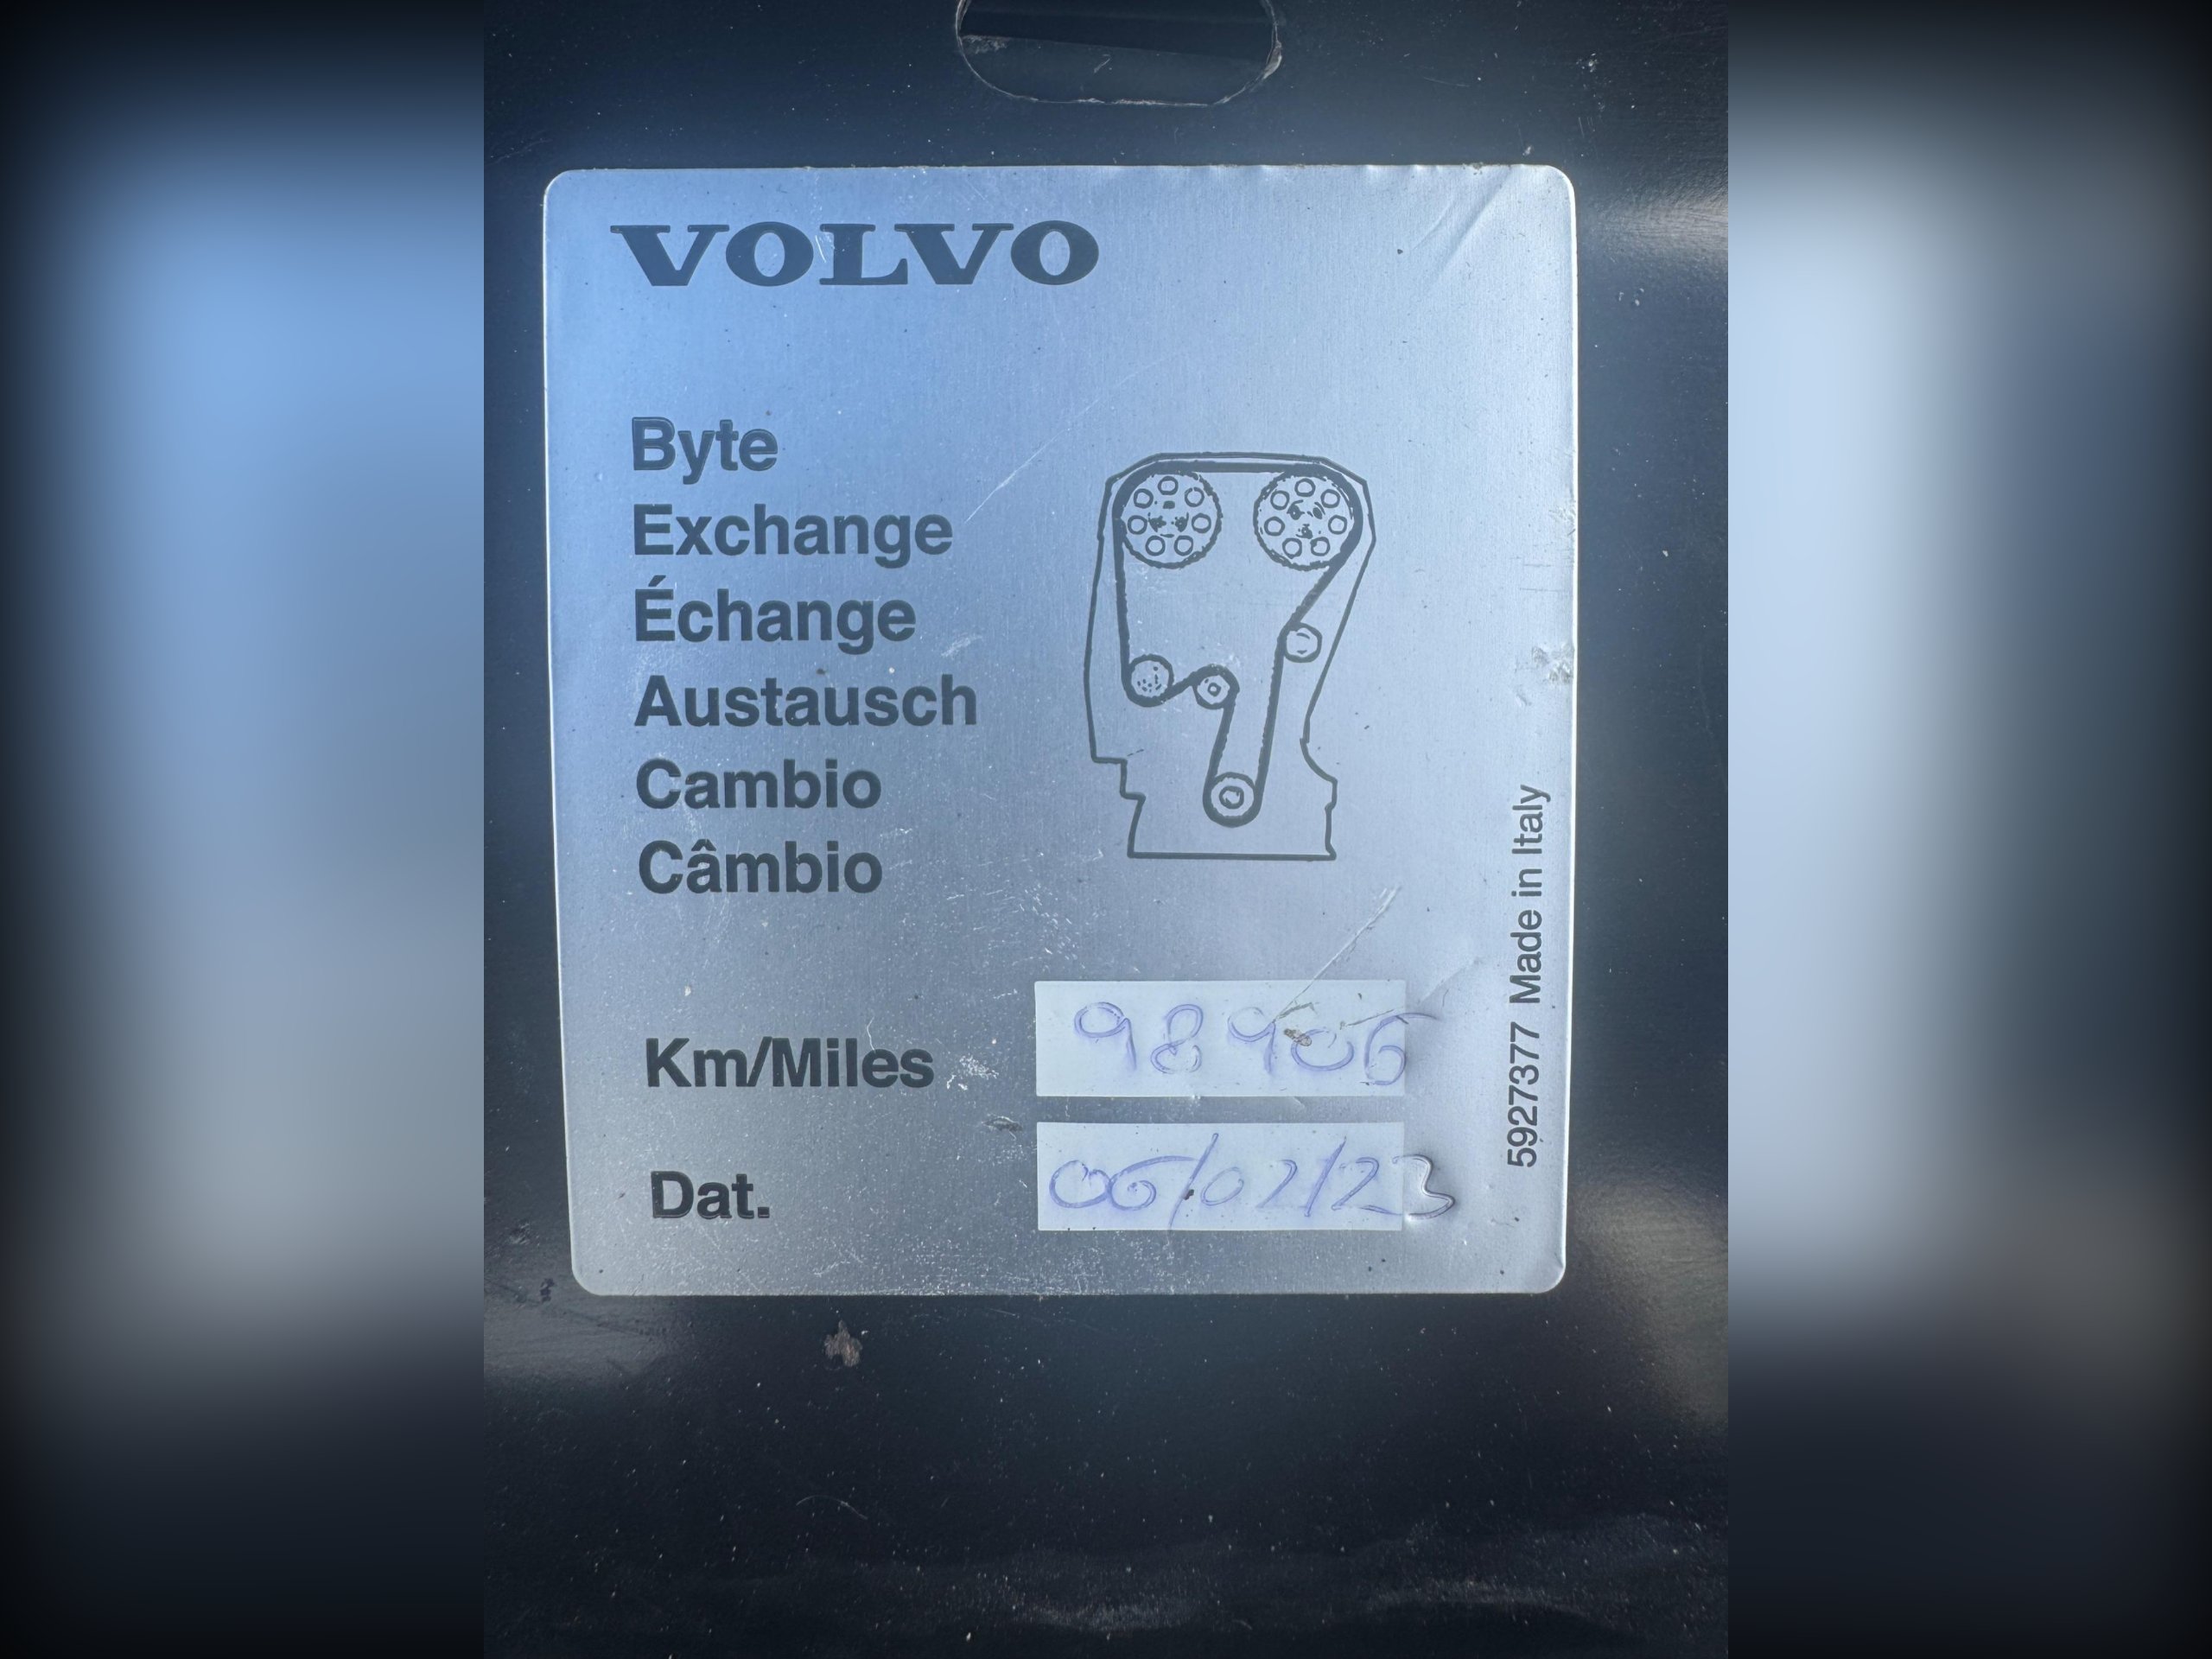 VOLVO
Byte
Exchange
Échange
Austausch
Cambio
Câmbio
Km/Miles 98906
Dat. 06/02/23
5927377 Made in Italy